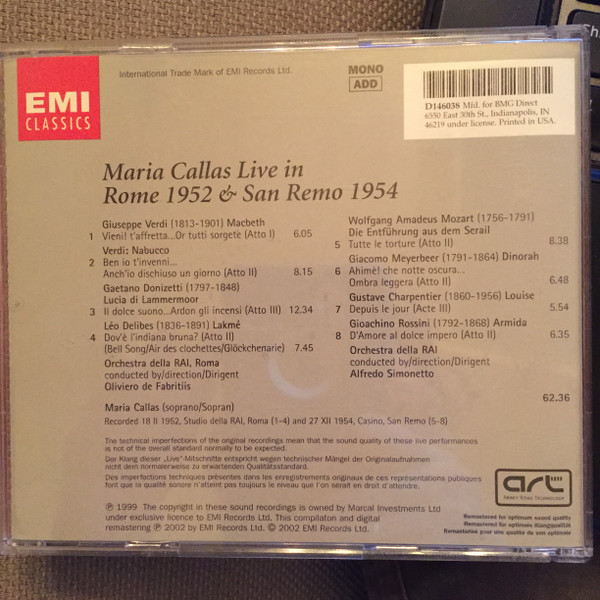 EMI
CLASSICS
International Trade Mark of EMI Records Ltd.
MONO
ADD
D146038 Mfd. for BMG Direct
6550 East 30th St., Indianapolis, IN
46219 under license. Printed in USA.
Maria Callas Live in
Rome 1952 & San Remo 1954
Giuseppe Verdi (1813-1901) Macbeth
1 Vieni! t'affretta...Or tutti sorgete (Atto I) 6.05
Verdi: Nabucco
2 Ben io t'invenni...
Anch'io dischiuso un giorno (Atto II) 8.15
Gaetano Donizetti (1797-1848)
Lucia di Lammermoor
3 Il dolce suono...Ardon gli incensi (Atto III) 12.34
Léo Delibes (1836-1891) Lakmé
4 Dov'è l'indiana bruna? (Atto II)
(Bell Song/Air des clochettes/Glöckchenarie) 7.45
Orchestra della RAI, Roma
conducted by/direction/Dirigent
Oliviero de Fabritiis
Wolfgang Amadeus Mozart (1756-1791)
Die Entführung aus dem Serail
5 Tutte le torture (Atto II) 8.38
Giacomo Meyerbeer (1791-1864) Dinorah
6 Ahimè! che notte oscura...
Ombra leggera (Atto II) 6.48
Gustave Charpentier (1860-1956) Louise
7 Depuis le jour (Acte III) 5.54
Gioachino Rossini (1792-1868) Armida
8 D'Amore al dolce impero (Atto II) 6.35
Orchestra della RAI
conducted by/direction/Dirigent
Alfredo Simonetto
62.36
Maria Callas (soprano/Sopran)
Recorded 18 II 1952, Studio della RAI, Roma (1-4) and 27 XII 1954, Casino, San Remo (5-8)
The technical imperfections of the original recordings mean that the sound quality of these live performances
is not of the overall standard normally to be expected.
Der Klang dieser „Live"-Mitschnitte entspricht wegen technischer Mängel der Originalaufnahmen
nicht dem normalerweise zu erwartenden Qualitätsstandard.
Des imperfections techniques présentes dans les enregistrements originaux de ces représentations publiques
font que la qualité sonore n'atteint pas toujours le niveau que l'on serait en droit d'attendre.
℗ 1999 The copyright in these sound recordings is owned by Marcal Investments Ltd
under exclusive licence to EMI Records Ltd. This compilaton and digital
remastering ℗ 2002 by EMI Records Ltd. © 2002 EMI Records Ltd.
art
ABBEY ROAD TECHNOLOGY
Remastered for optimum sound quality
Remastered für optimale Klangqualität
Remasterisé pour une qualité de son optimale